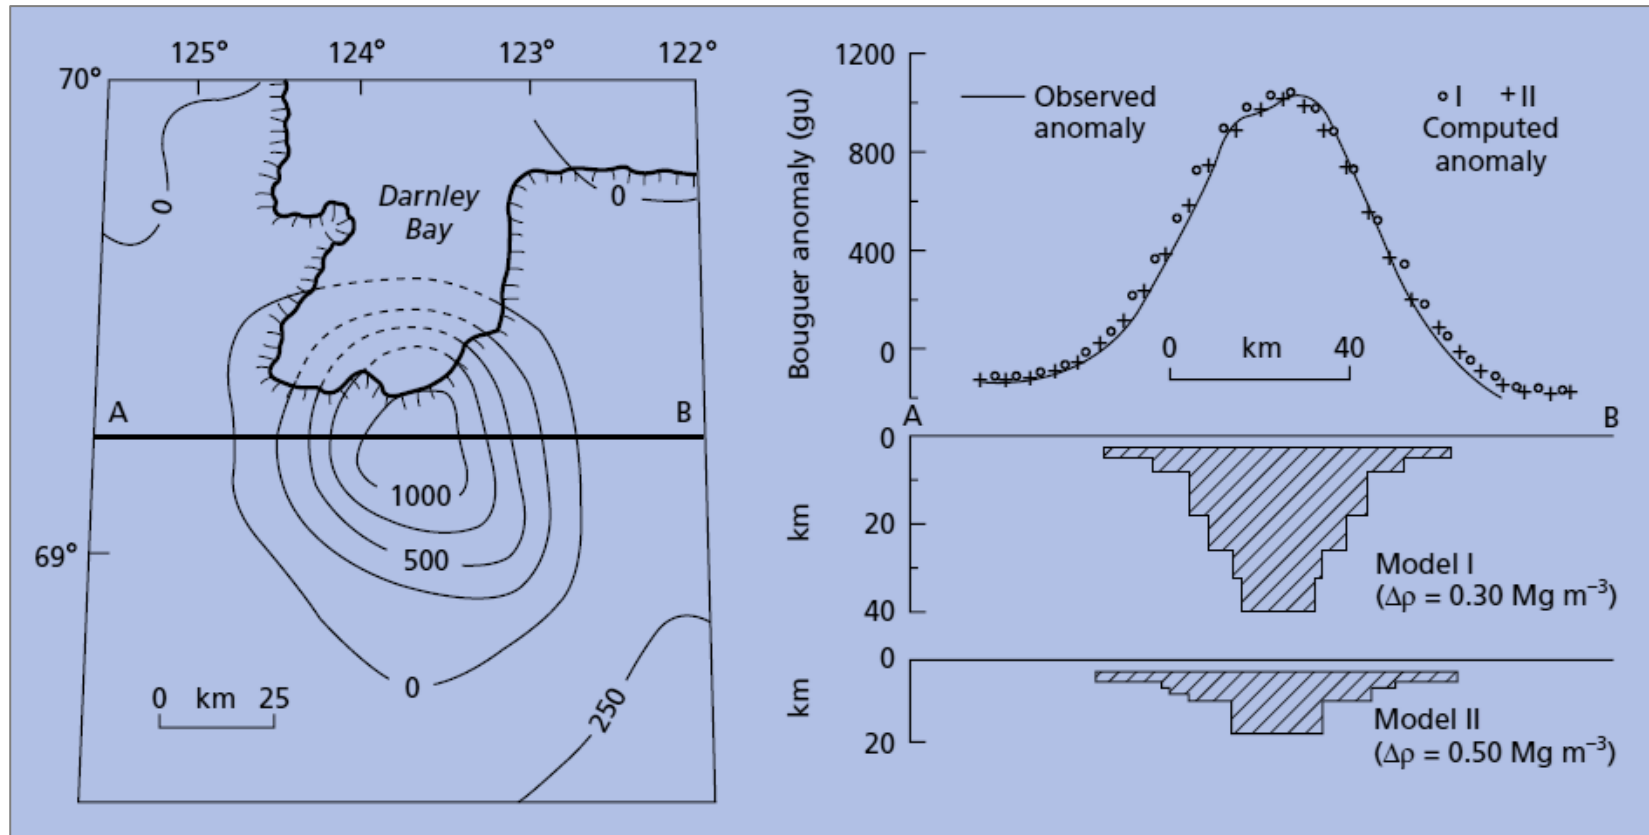 125° 124° 123° 122°
70°
0
Darnley
Bay
0
A B
1000
500
69°
0
0 km 25
250
1200
800
400
0
Bouguer anomaly (gu)
Observed
anomaly
I + II
Computed
anomaly
0 km 40
A B
0
20
40
km
Model I
(Δρ = 0.30 Mg m⁻³)
0
20
km
Model II
(Δρ = 0.50 Mg m⁻³)